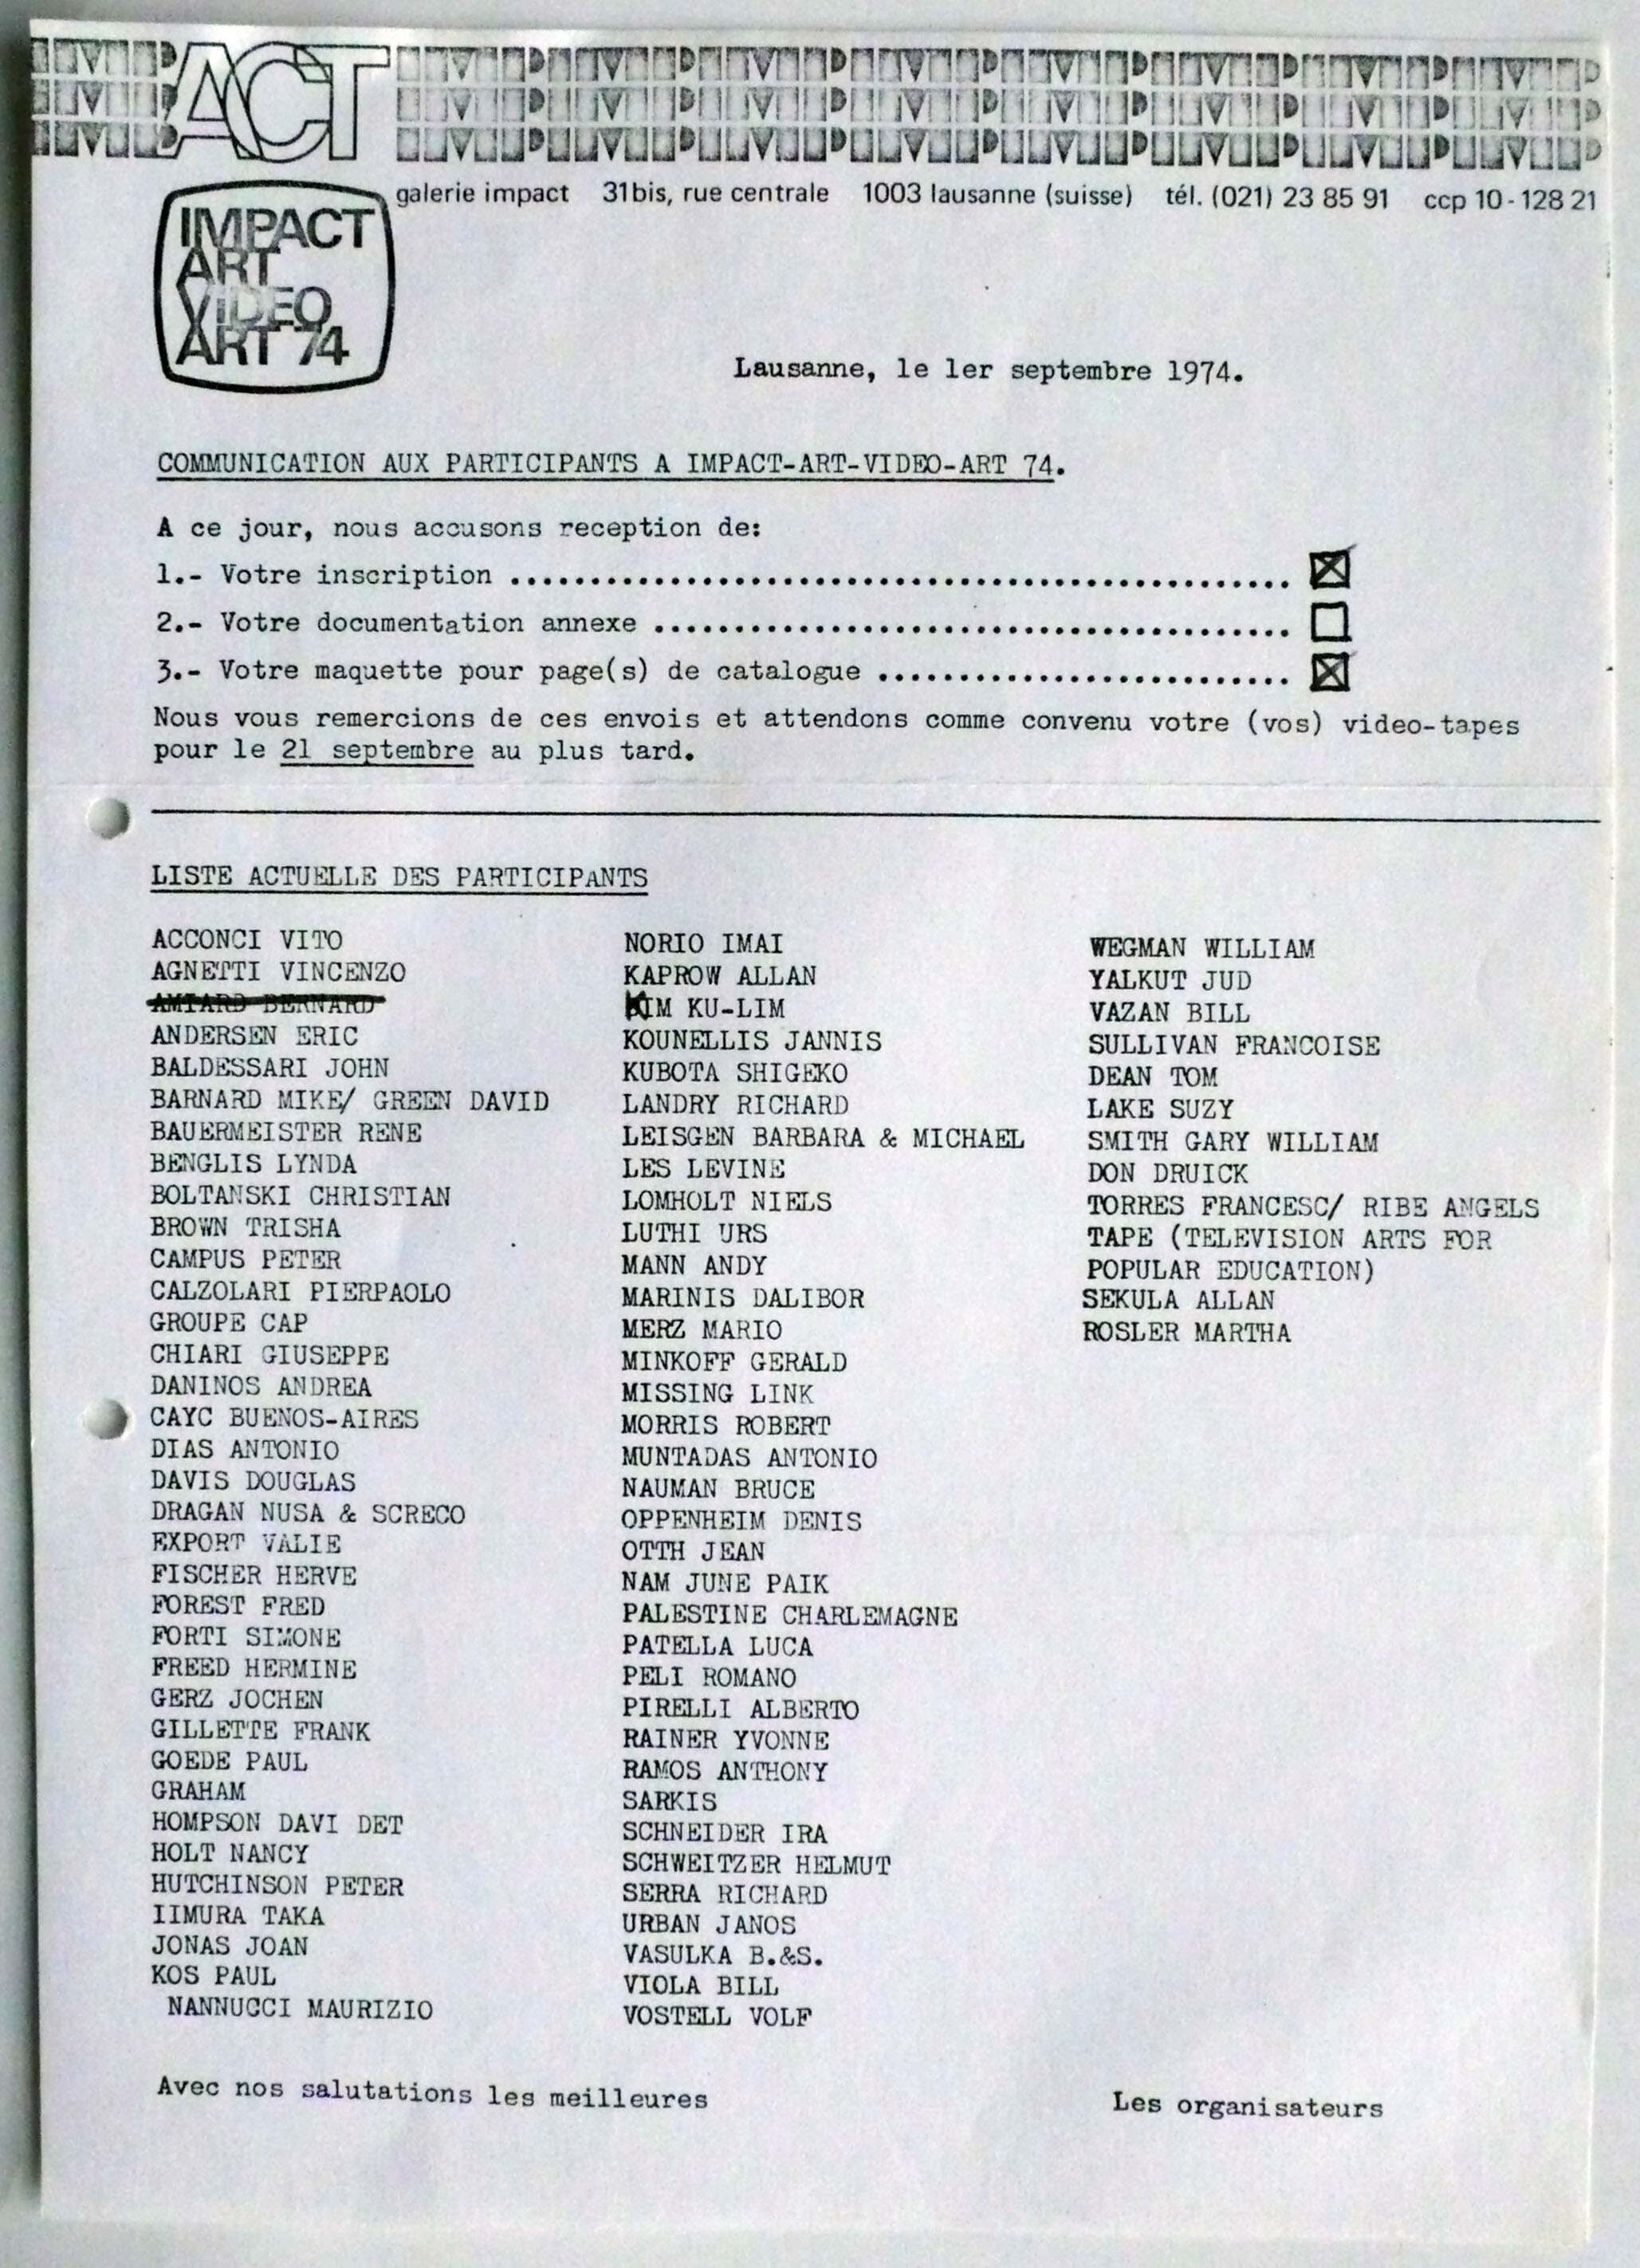 ACT
galerie impact 31bis, rue centrale 1003 lausanne (suisse) tél. (021) 23 85 91 ccp 10-128 21
IMPACT
ART
VIDEO
ART 74
Lausanne, le 1er septembre 1974.
COMMUNICATION AUX PARTICIPANTS A IMPACT-ART-VIDEO-ART 74.
A ce jour, nous accusons reception de:
1.- Votre inscription ..................................................
2.- Votre documentation annexe .........................................
3.- Votre maquette pour page(s) de catalogue ..........................
Nous vous remercions de ces envois et attendons comme convenu votre (vos) video-tapes
pour le 21 septembre au plus tard.
LISTE ACTUELLE DES PARTICIPANTS
ACCONCI VITO
AGNETTI VINCENZO
AMIARD BERNARD
ANDERSEN ERIC
BALDESSARI JOHN
BARNARD MIKE/ GREEN DAVID
BAUERMEISTER RENE
BENGLIS LYNDA
BOLTANSKI CHRISTIAN
BROWN TRISHA
CAMPUS PETER
CALZOLARI PIERPAOLO
GROUPE CAP
CHIARI GIUSEPPE
DANINOS ANDREA
CAYC BUENOS-AIRES
DIAS ANTONIO
DAVIS DOUGLAS
DRAGAN NUSA & SCRECO
EXPORT VALIE
FISCHER HERVE
FOREST FRED
FORTI SIMONE
FREED HERMINE
GERZ JOCHEN
GILLETTE FRANK
GOEDE PAUL
GRAHAM
HOMPSON DAVI DET
HOLT NANCY
HUTCHINSON PETER
IIMURA TAKA
JONAS JOAN
KOS PAUL
NANNUCCI MAURIZIO
NORIO IMAI
KAPROW ALLAN
KIM KU-LIM
KOUNELLIS JANNIS
KUBOTA SHIGEKO
LANDRY RICHARD
LEISGEN BARBARA & MICHAEL
LES LEVINE
LOMHOLT NIELS
LUTHI URS
MANN ANDY
MARINIS DALIBOR
MERZ MARIO
MINKOFF GERALD
MISSING LINK
MORRIS ROBERT
MUNTADAS ANTONIO
NAUMAN BRUCE
OPPENHEIM DENIS
OTTH JEAN
NAM JUNE PAIK
PALESTINE CHARLEMAGNE
PATELLA LUCA
PELI ROMANO
PIRELLI ALBERTO
RAINER YVONNE
RAMOS ANTHONY
SARKIS
SCHNEIDER IRA
SCHWEITZER HELMUT
SERRA RICHARD
URBAN JANOS
VASULKA B.&S.
VIOLA BILL
VOSTELL VOLF
WEGMAN WILLIAM
YALKUT JUD
VAZAN BILL
SULLIVAN FRANCOISE
DEAN TOM
LAKE SUZY
SMITH GARY WILLIAM
DON DRUICK
TORRES FRANCESC/ RIBE ANGELS
TAPE (TELEVISION ARTS FOR
POPULAR EDUCATION)
SEKULA ALLAN
ROSLER MARTHA
Avec nos salutations les meilleures
Les organisateurs